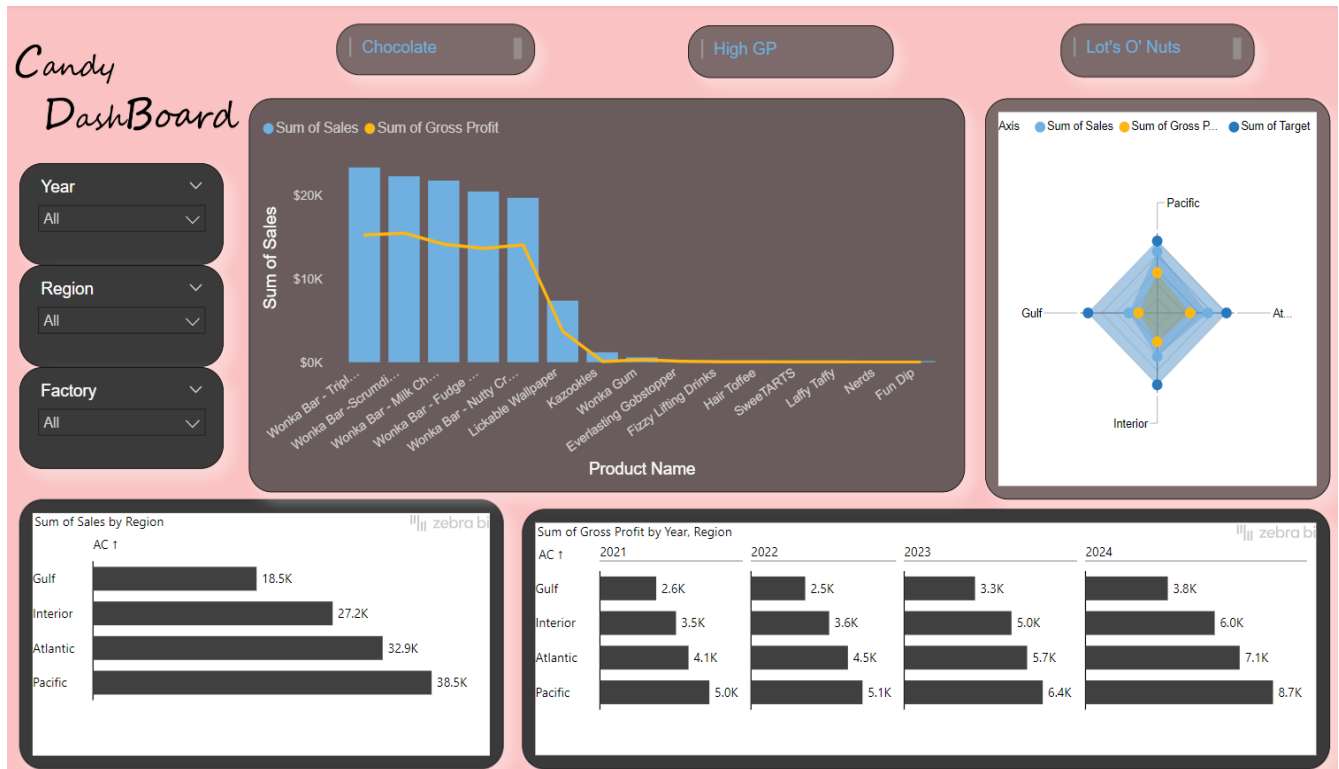 Candy
DashBoard
Chocolate
High GP
Lot's O' Nuts
Year
All
Region
All
Factory
All
Sum of Sales Sum of Gross Profit
Sum of Sales
$20K
$10K
$0K
Wonka Bar - Tripl...
Wonka Bar -Scrumdi...
Wonka Bar - Milk Ch...
Wonka Bar - Fudge ...
Wonka Bar - Nutty Cr...
Lickable Wallpaper
Kazookles
Wonka Gum
Everlasting Gobstopper
Fizzy Lifting Drinks
Hair Toffee
SweeTARTS
Laffy Taffy
Nerds
Fun Dip
Product Name
Axis Sum of Sales Sum of Gross P... Sum of Target
Pacific
Gulf
At...
Interior
Sum of Sales by Region
zebra bi
AC ↑
Gulf 18.5K
Interior 27.2K
Atlantic 32.9K
Pacific 38.5K
Sum of Gross Profit by Year, Region
zebra bi
AC ↑ 2021 2022 2023 2024
Gulf 2.6K 2.5K 3.3K 3.8K
Interior 3.5K 3.6K 5.0K 6.0K
Atlantic 4.1K 4.5K 5.7K 7.1K
Pacific 5.0K 5.1K 6.4K 8.7K